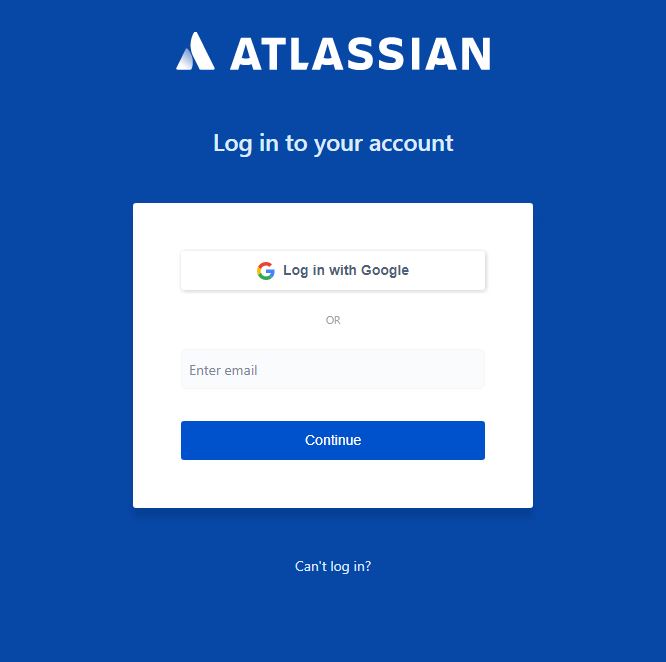 ATLASSIAN
Log in to your account
Log in with Google
OR
Enter email
Continue
Can't log in?